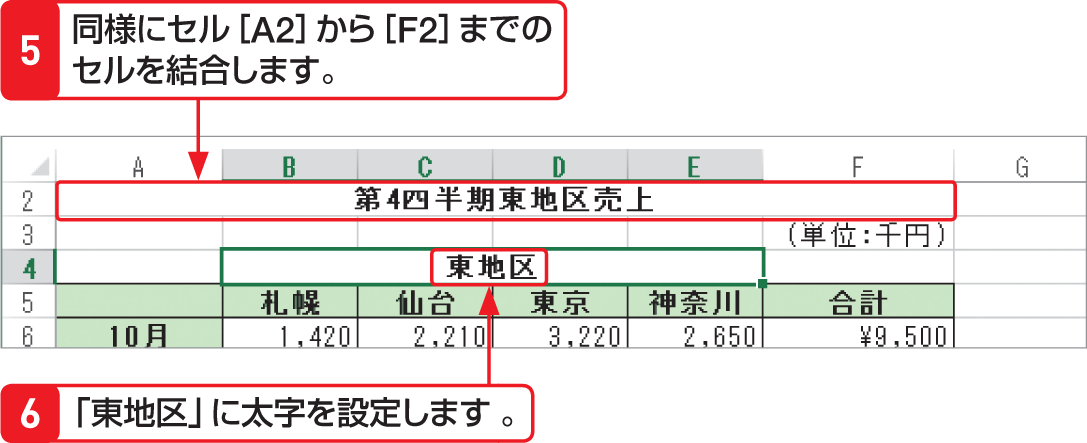 5 同様にセル［A2］から［F2］までの
セルを結合します。
A B C D E F G
2 第4四半期東地区売上
3 （単位：千円）
4 東地区
5 札幌 仙台 東京 神奈川 合計
6 10月 1,420 2,210 3,220 2,650 ¥9,500
6 「東地区」に太字を設定します 。